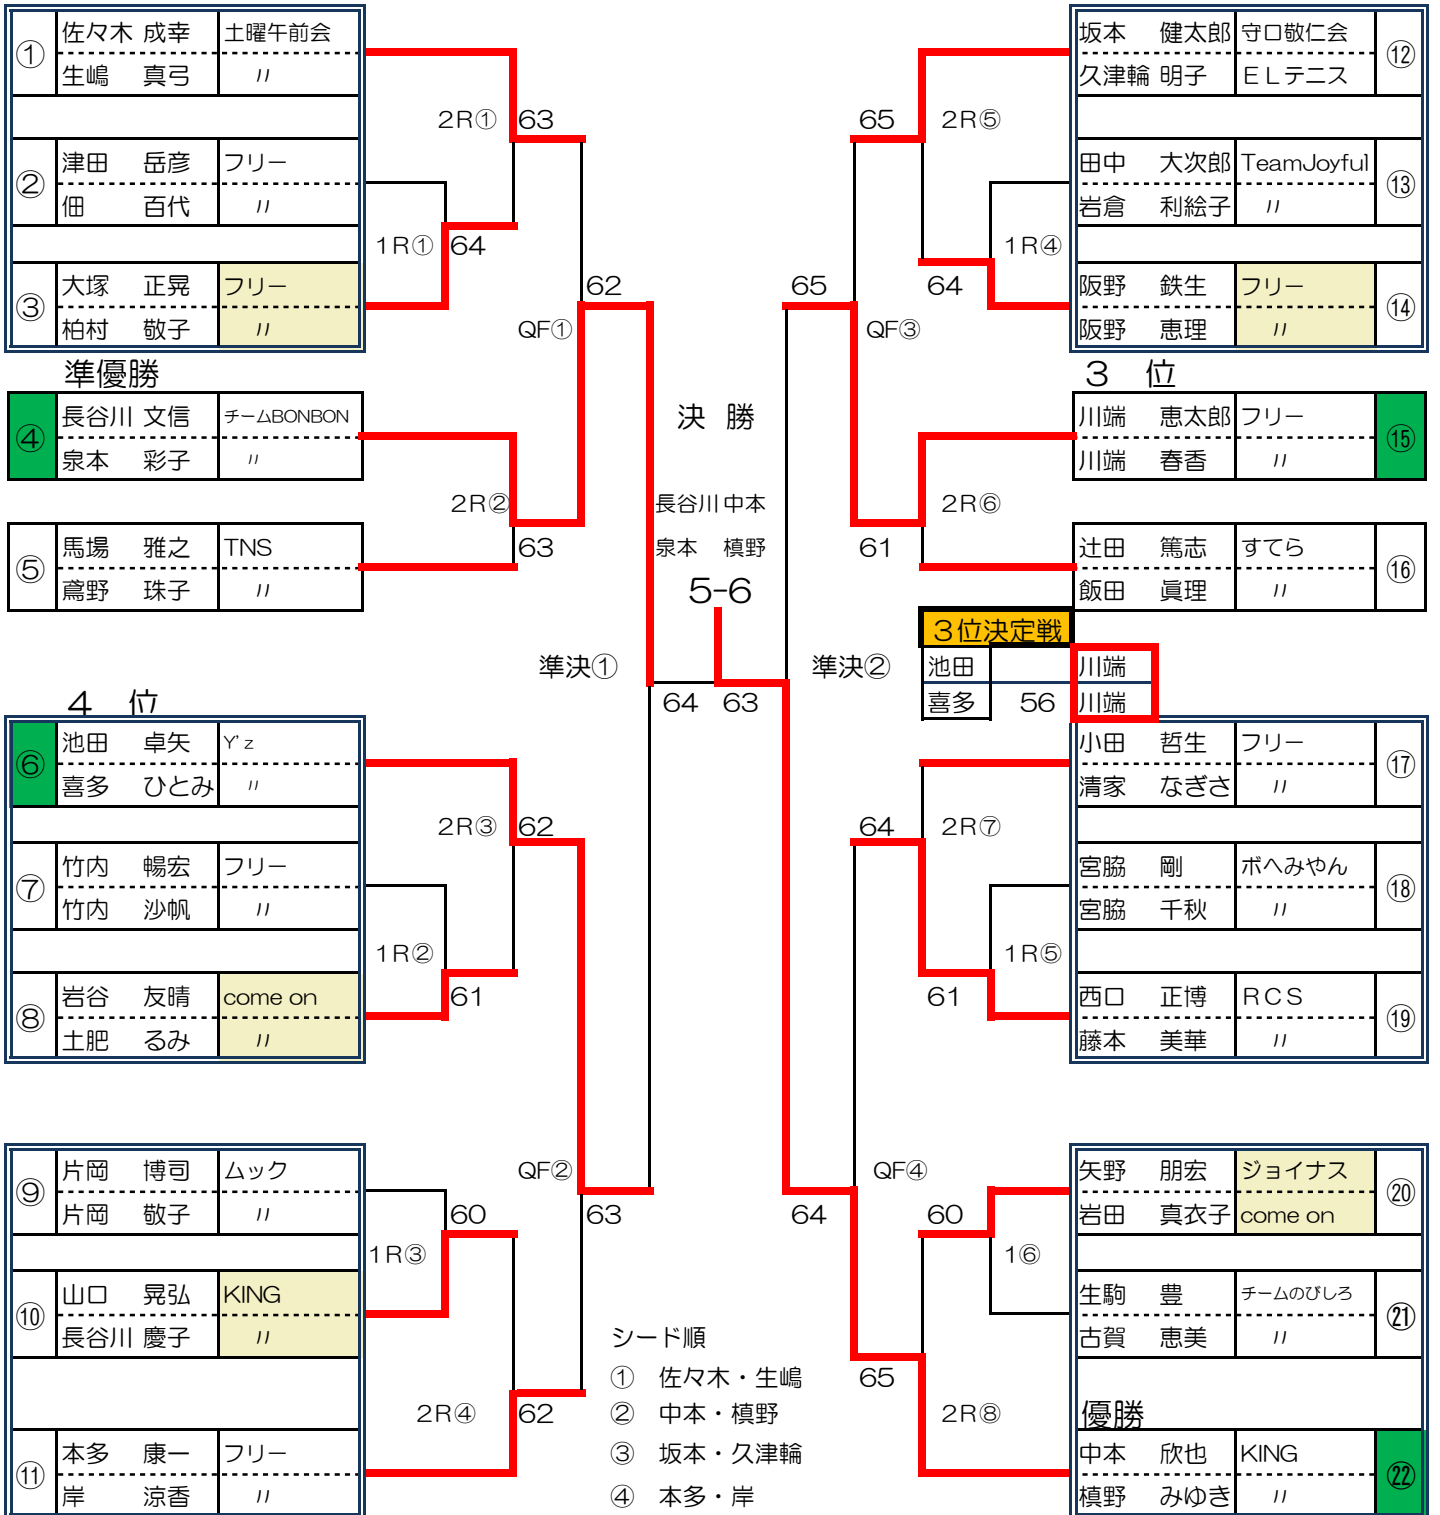 ① 佐々木 成幸 土曜午前会
生嶋 真弓 〃
② 津田 岳彦 フリー
佃 百代 〃
③ 大塚 正晃 フリー
柏村 敬子 〃
準優勝
④ 長谷川 文信 チームBONBON
泉本 彩子 〃
⑤ 馬場 雅之 TNS
鳶野 珠子 〃
4 位
⑥ 池田 卓矢 Y'z
喜多 ひとみ 〃
⑦ 竹内 暢宏 フリー
竹内 沙帆 〃
⑧ 岩谷 友晴 come on
土肥 るみ 〃
⑨ 片岡 博司 ムック
片岡 敬子 〃
⑩ 山口 晃弘 KING
長谷川 慶子 〃
⑪ 本多 康一 フリー
岸 涼香 〃
2R① 63
1R① 64
62
QF①
2R②
63
準決①
64
2R③ 62
1R②
61
QF②
63
60
1R③
2R④ 62
決 勝
長谷川 中本
泉本 槙野
5-6
63
シード順
① 佐々木・生嶋
② 中本・槙野
③ 坂本・久津輪
④ 本多・岸
65 2R⑤
1R④
64
65
QF③
2R⑥
61
準決②
3位決定戦
池田 川端
喜多 56 川端
64 2R⑦
1R⑤
61
QF④
64
60
1⑥
65 2R⑧
坂本 健太郎 守口敬仁会 ⑫
久津輪 明子 ELテニス
田中 大次郎 TeamJoyful ⑬
岩倉 利絵子 〃
阪野 鉄生 フリー ⑭
阪野 恵理 〃
3 位
川端 恵太郎 フリー ⑮
川端 春香 〃
辻田 篤志 すてら ⑯
飯田 眞理 〃
小田 哲生 フリー ⑰
清家 なぎさ 〃
宮脇 剛 ボヘみやん ⑱
宮脇 千秋 〃
西口 正博 RCS ⑲
藤本 美華 〃
矢野 朋宏 ジョイナス ⑳
岩田 真衣子 come on
生駒 豊 チームのびしろ ㉑
古賀 恵美 〃
優勝
中本 欣也 KING ㉒
槙野 みゆき 〃